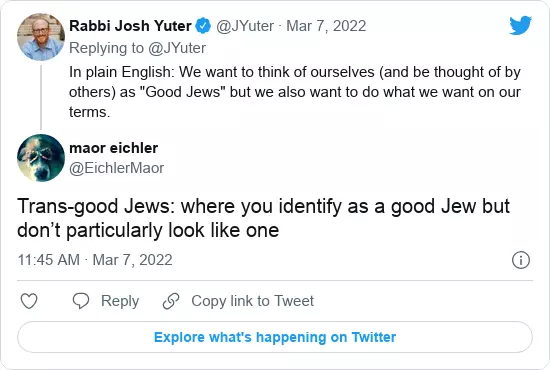 Rabbi Josh Yuter @JYuter · Mar 7, 2022
Replying to @JYuter
In plain English: We want to think of ourselves (and be thought of by
others) as "Good Jews" but we also want to do what we want on our
terms.
maor eichler
@EichlerMaor
Trans-good Jews: where you identify as a good Jew but
don’t particularly look like one
11:45 AM · Mar 7, 2022
Reply Copy link to Tweet
Explore what's happening on Twitter